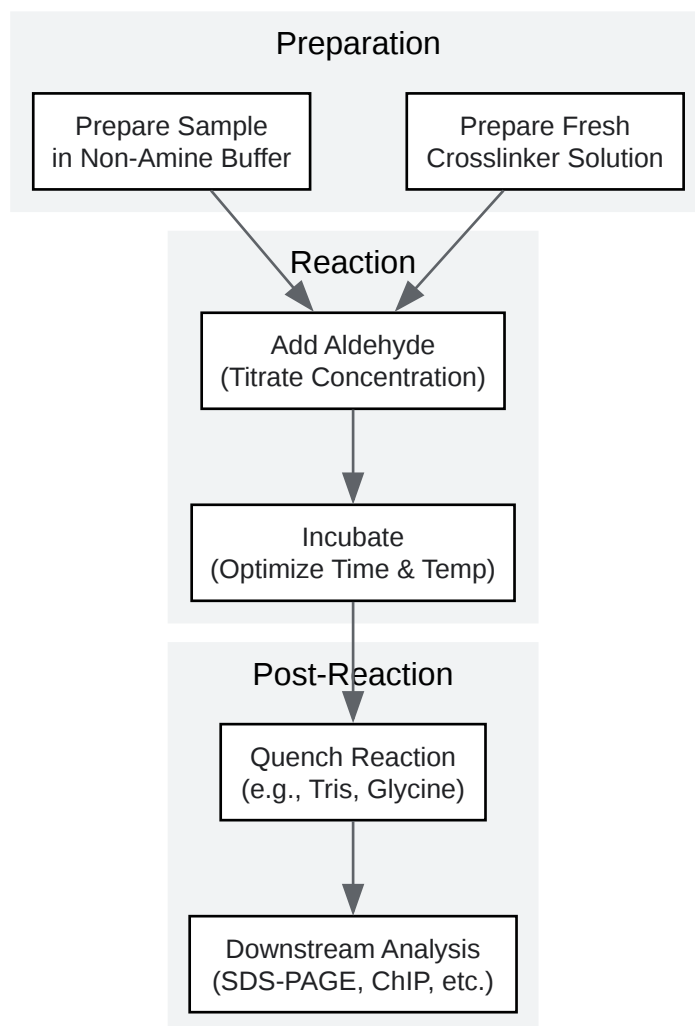 Preparation
Prepare Sample
in Non-Amine Buffer
Prepare Fresh
Crosslinker Solution
Reaction
Add Aldehyde
(Titrate Concentration)
Incubate
(Optimize Time & Temp)
Post-Reaction
Quench Reaction
(e.g., Tris, Glycine)
Downstream Analysis
(SDS-PAGE, ChIP, etc.)